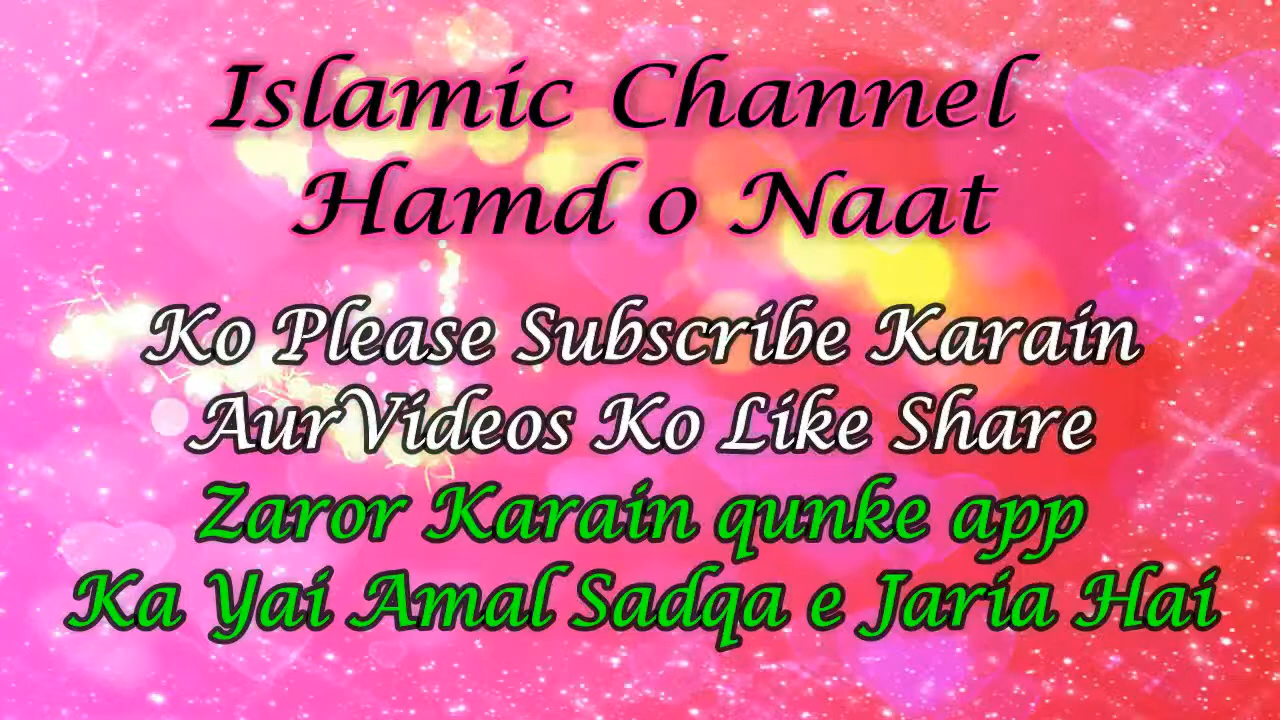 Islamic Channel
Hamd o Naat
Ko Please Subscribe Karain
AurVideos Ko Like Share
Zaror Karain qunke app
Ka Yai Amal Sadqa e Jaria Hai